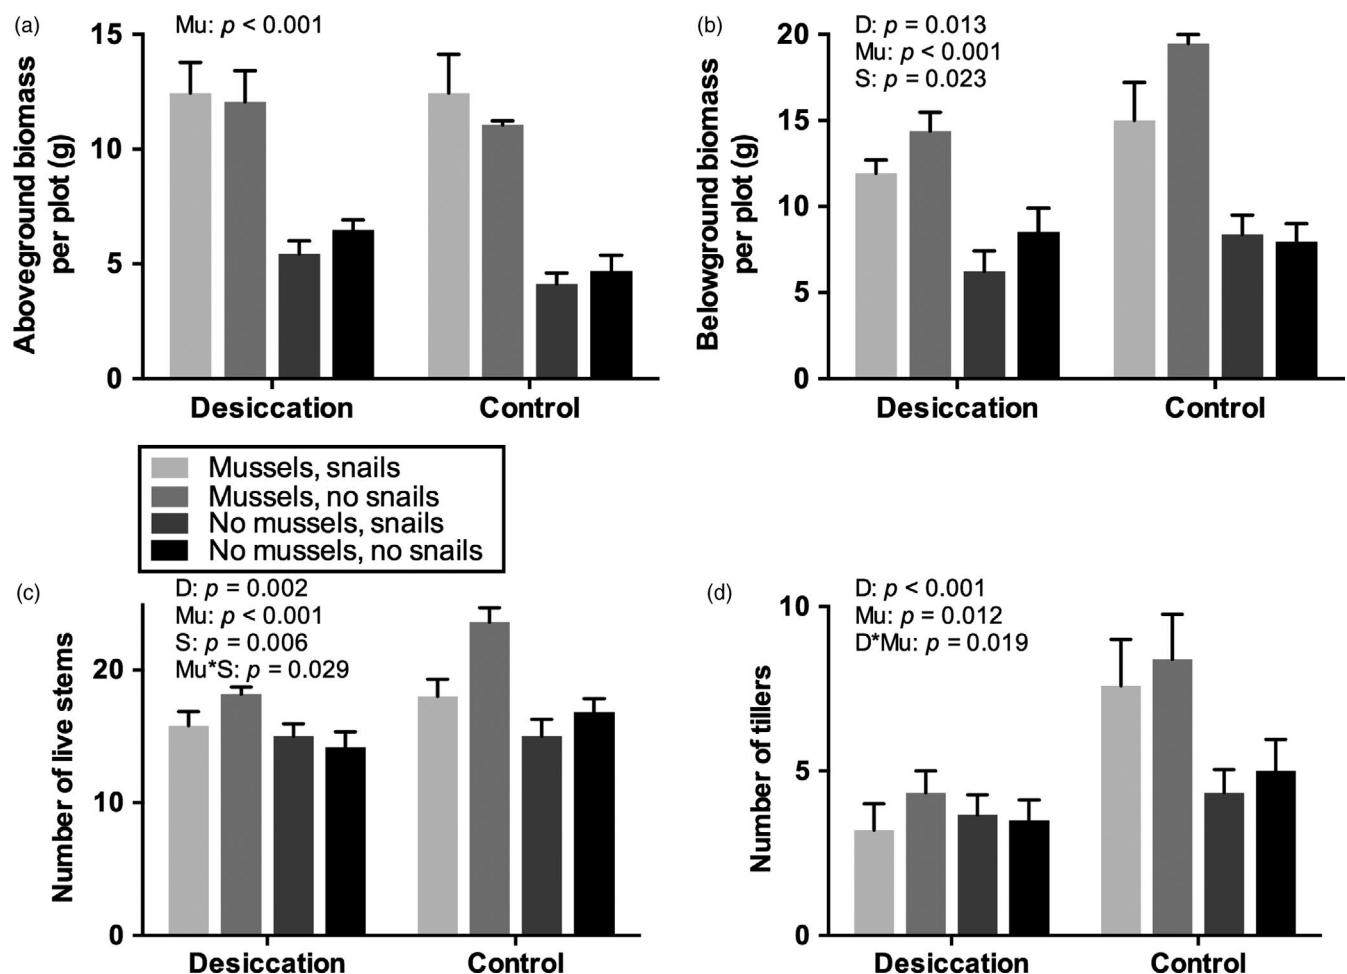 (a)
Mu: p < 0.001
Aboveground biomass
per plot (g)
15
10
5
0
Desiccation
Control
(b)
D: p = 0.013
Mu: p < 0.001
S: p = 0.023
Belowground biomass
per plot (g)
20
15
10
5
0
Desiccation
Control
Mussels, snails
Mussels, no snails
No mussels, snails
No mussels, no snails
(c)
D: p = 0.002
Mu: p < 0.001
S: p = 0.006
Mu*S: p = 0.029
Number of live stems
20
10
0
Desiccation
Control
(d)
D: p < 0.001
Mu: p = 0.012
D*Mu: p = 0.019
Number of tillers
10
5
0
Desiccation
Control